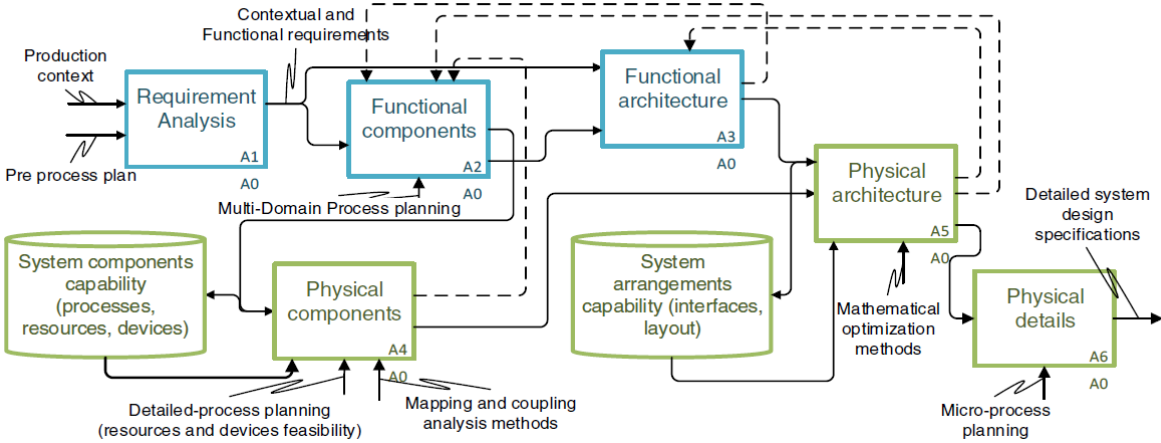 Contextual and
Functional requirements
Production
context
Pre process plan
Requirement
Analysis
A1
A0
Functional
components
A2
A0
Multi-Domain Process planning
Functional
architecture
A3
A0
Physical
architecture
A5
A0
Detailed system
design
specifications
System components
capability
(processes,
resources, devices)
Physical
components
A4
A0
System
arrangements
capability (interfaces,
layout)
Mathematical
optimization
methods
Physical
details
A6
A0
Detailed-process planning
(resources and devices feasibility)
Mapping and coupling
analysis methods
Micro-process
planning